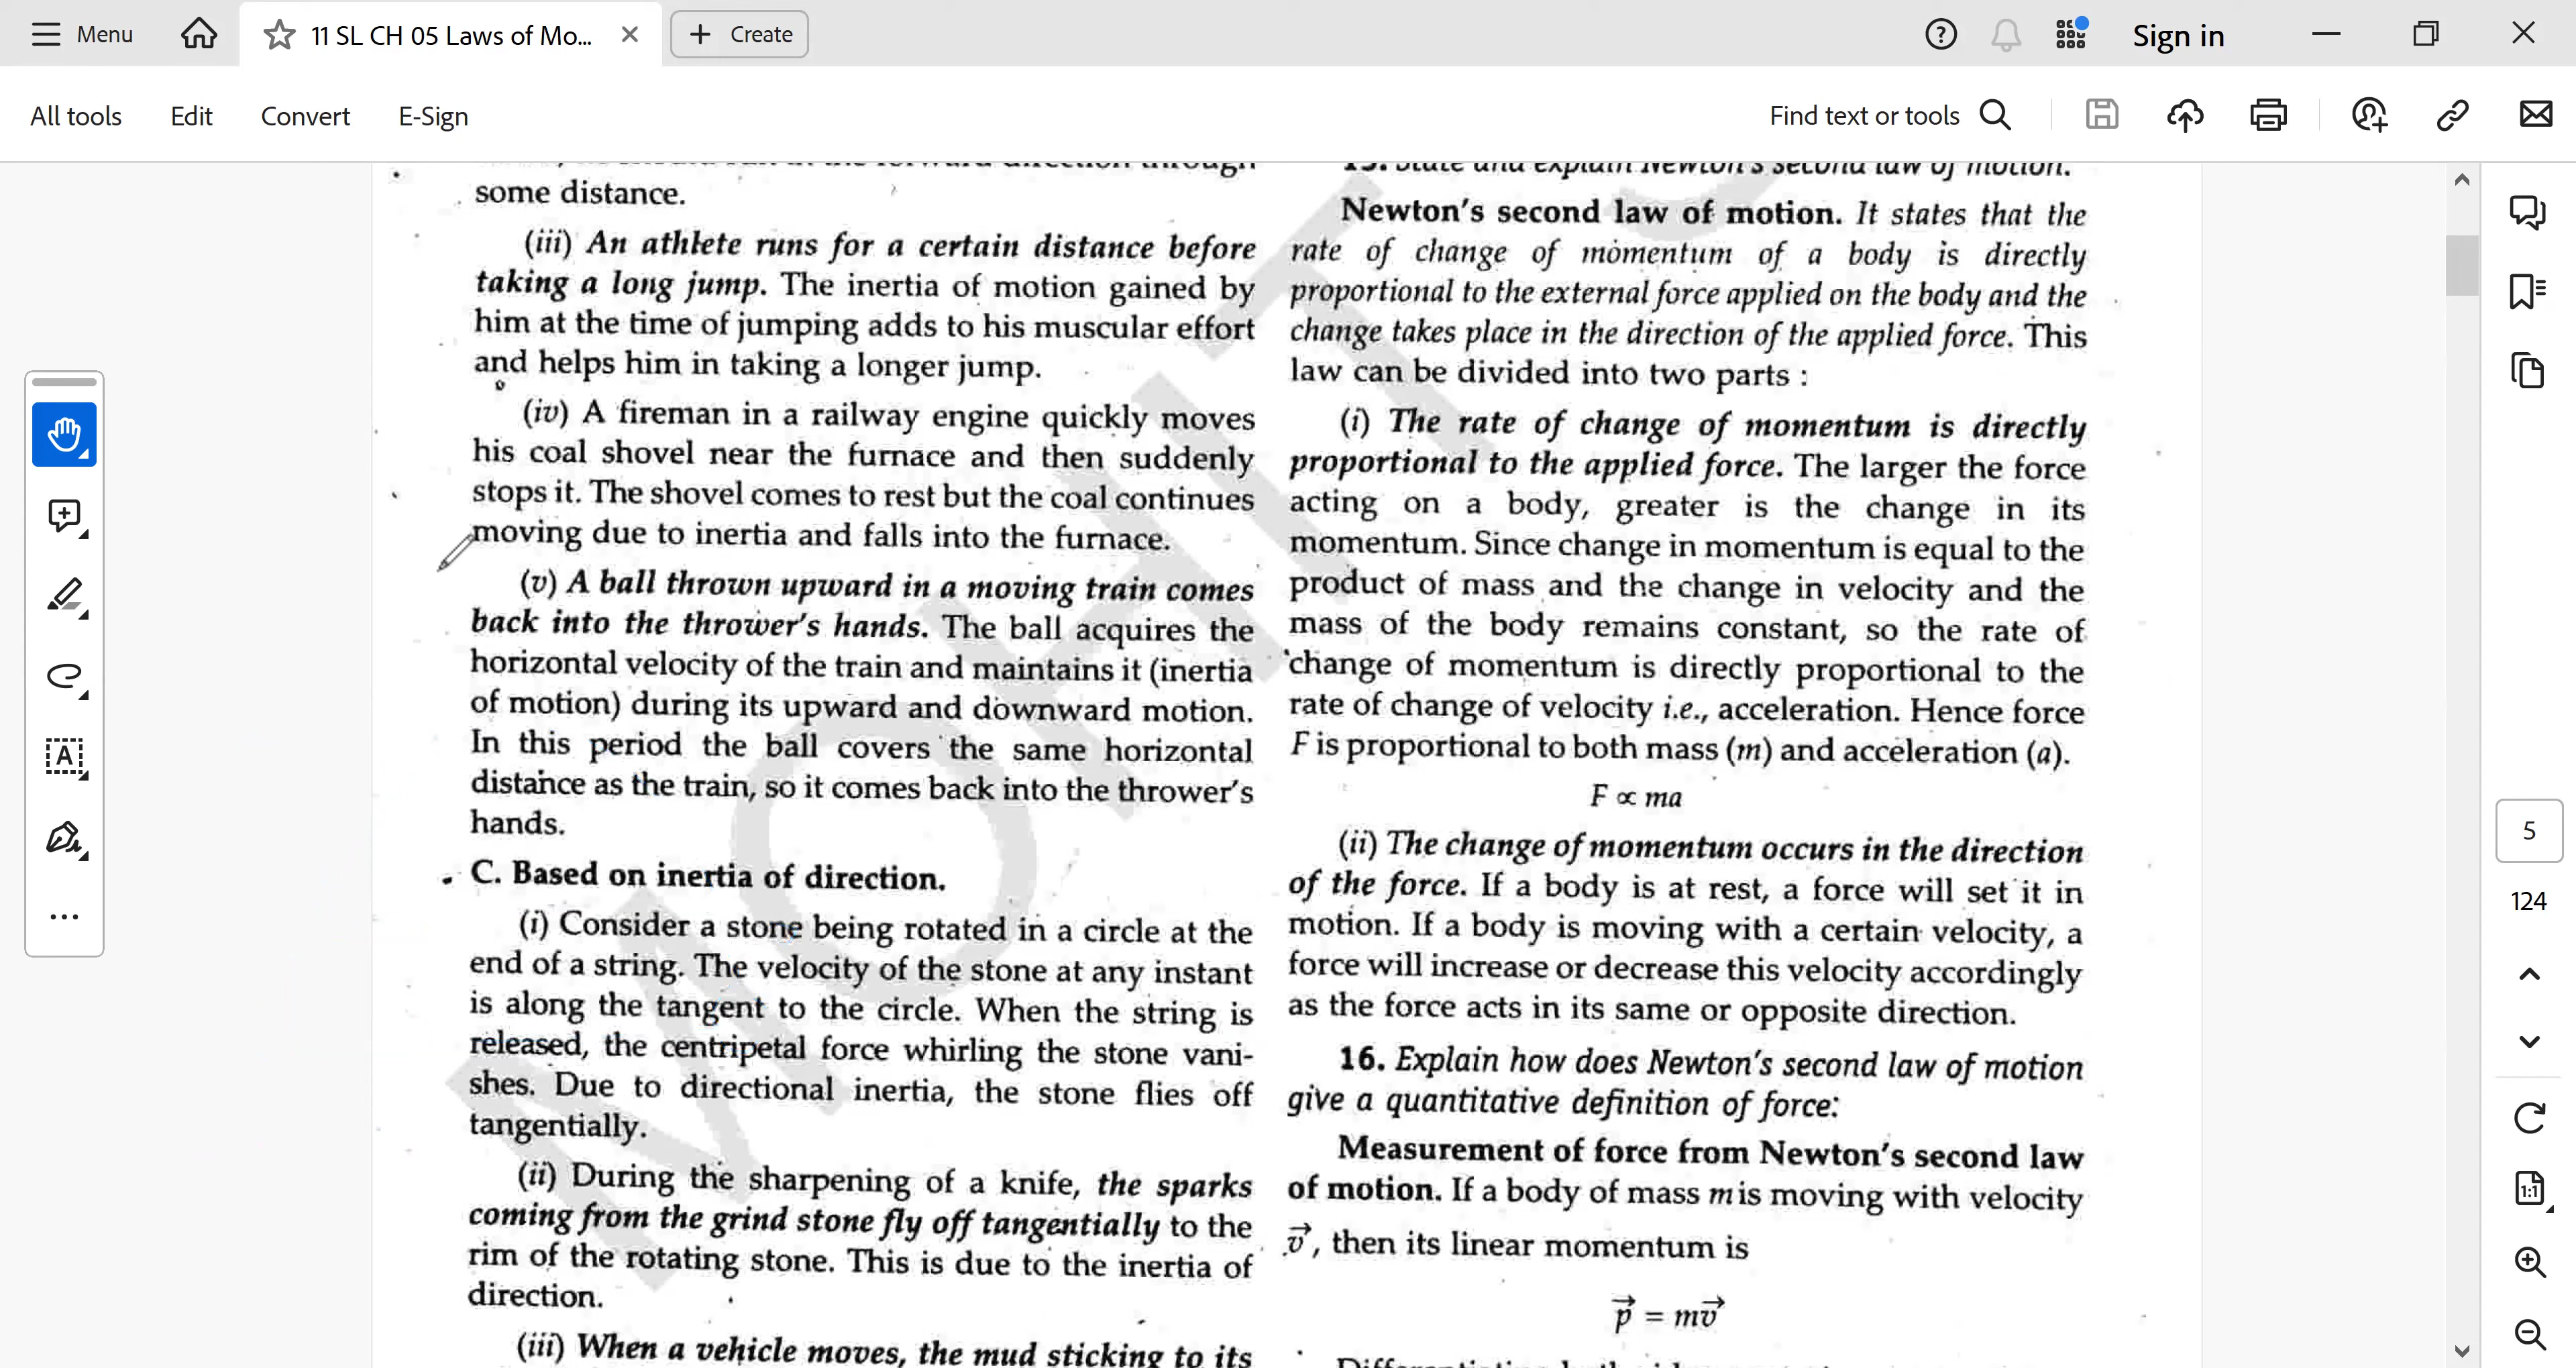 Menu
11 SL CH 05 Laws of Mo...
Create
Sign in
All tools
Edit
Convert
E-Sign
Find text or tools
some distance.
(iii) An athlete runs for a certain distance before
taking a long jump. The inertia of motion gained by
him at the time of jumping adds to his muscular effort
and helps him in taking a longer jump.
(iv) A fireman in a railway engine quickly moves
his coal shovel near the furnace and then suddenly
stops it. The shovel comes to rest but the coal continues
moving due to inertia and falls into the furnace.
(v) A ball thrown upward in a moving train comes
back into the thrower's hands. The ball acquires the
horizontal velocity of the train and maintains it (inertia
of motion) during its upward and downward motion.
In this period the ball covers the same horizontal
distance as the train, so it comes back into the thrower's
hands.
C. Based on inertia of direction.
(i) Consider a stone being rotated in a circle at the
end of a string. The velocity of the stone at any instant
is along the tangent to the circle. When the string is
released, the centripetal force whirling the stone vani-
shes. Due to directional inertia, the stone flies off
tangentially.
(ii) During the sharpening of a knife, the sparks
coming from the grind stone fly off tangentially to the
rim of the rotating stone. This is due to the inertia of
direction.
(iii) When a vehicle moves, the mud sticking to its
15. State and explain Newton's second law of motion.
Newton's second law of motion. It states that the
rate of change of momentum of a body is directly
proportional to the external force applied on the body and the
change takes place in the direction of the applied force. This
law can be divided into two parts :
(i) The rate of change of momentum is directly
proportional to the applied force. The larger the force
acting on a body, greater is the change in its
momentum. Since change in momentum is equal to the
product of mass and the change in velocity and the
mass of the body remains constant, so the rate of
change of momentum is directly proportional to the
rate of change of velocity i.e., acceleration. Hence force
F is proportional to both mass (m) and acceleration (a).
F ∝ ma
(ii) The change of momentum occurs in the direction
of the force. If a body is at rest, a force will set it in
motion. If a body is moving with a certain velocity, a
force will increase or decrease this velocity accordingly
as the force acts in its same or opposite direction.
16. Explain how does Newton's second law of motion
give a quantitative definition of force:
Measurement of force from Newton's second law
of motion. If a body of mass m is moving with velocity
v⃗, then its linear momentum is
p⃗ = mv⃗
5
124